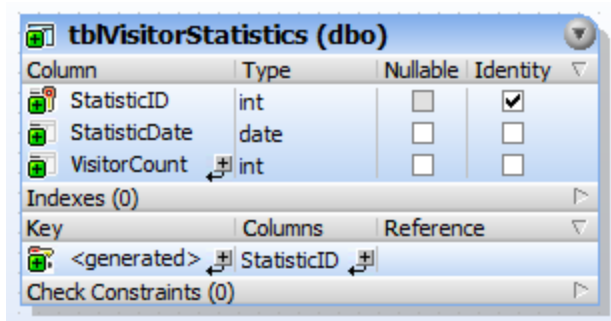 tblVisitorStatistics (dbo)
Column Type Nullable Identity
StatisticID int
StatisticDate date
VisitorCount int
Indexes (0)
Key Columns Reference
<generated> StatisticID
Check Constraints (0)